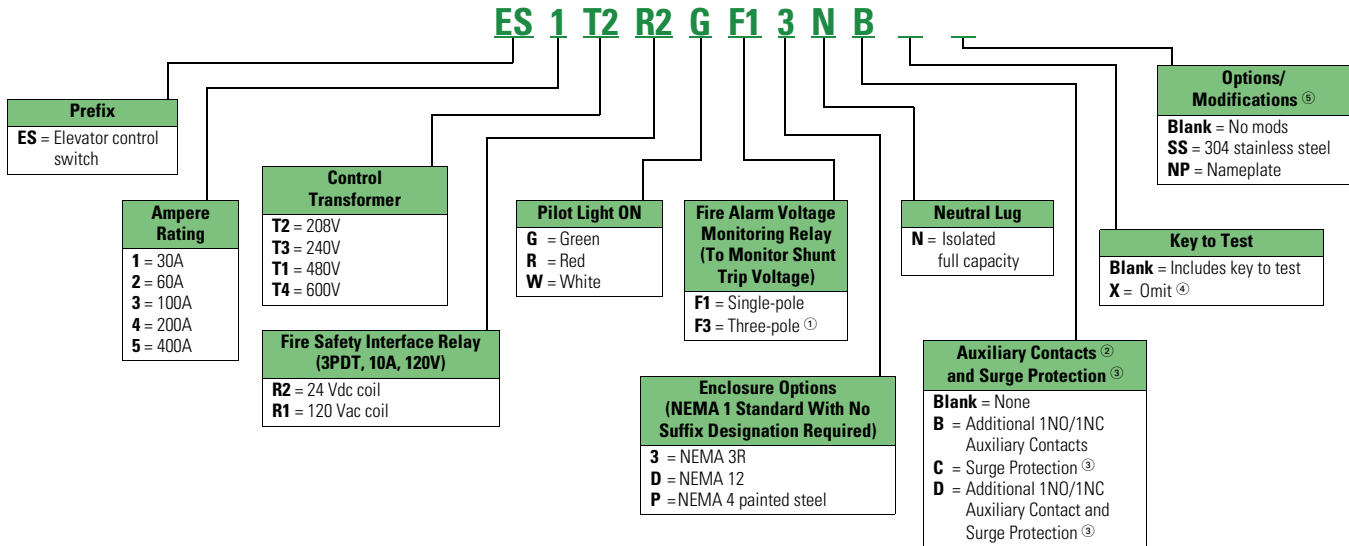 ES 1 T2 R2 G F1 3 N B
Prefix
ES = Elevator control
switch
Ampere
Rating
1 = 30A
2 = 60A
3 = 100A
4 = 200A
5 = 400A
Control
Transformer
T2 = 208V
T3 = 240V
T1 = 480V
T4 = 600V
Fire Safety Interface Relay
(3PDT, 10A, 120V)
R2 = 24 Vdc coil
R1 = 120 Vac coil
Pilot Light ON
G = Green
R = Red
W = White
Fire Alarm Voltage
Monitoring Relay
(To Monitor Shunt
Trip Voltage)
F1 = Single-pole
F3 = Three-pole ①
Enclosure Options
(NEMA 1 Standard With No
Suffix Designation Required)
3 = NEMA 3R
D = NEMA 12
P = NEMA 4 painted steel
Neutral Lug
N = Isolated
full capacity
Auxiliary Contacts ②
and Surge Protection ③
Blank = None
B = Additional 1NO/1NC
Auxiliary Contacts
C = Surge Protection ③
D = Additional 1NO/1NC
Auxiliary Contact and
Surge Protection ③
Key to Test
Blank = Includes key to test
X = Omit ④
Options/
Modifications ⑤
Blank = No mods
SS = 304 stainless steel
NP = Nameplate